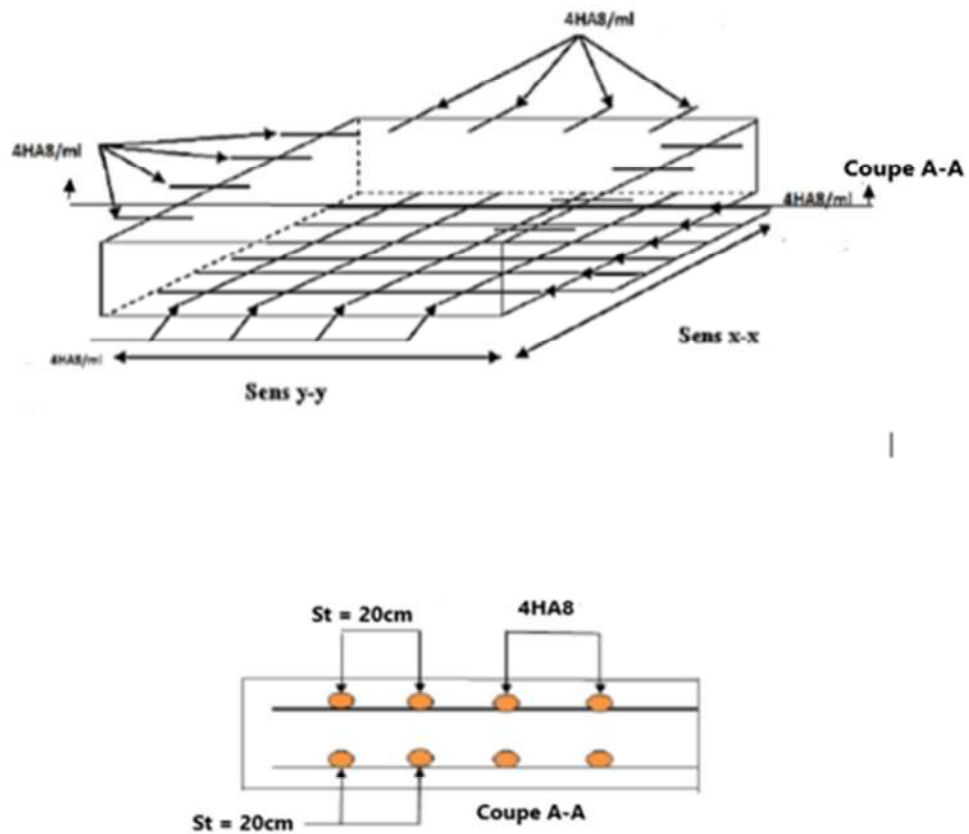 4HA8/ml
4HA8/ml
Coupe A-A
4HA8/ml
Sens x-x
4HA8/ml
Sens y-y
St = 20cm
4HA8
St = 20cm
Coupe A-A